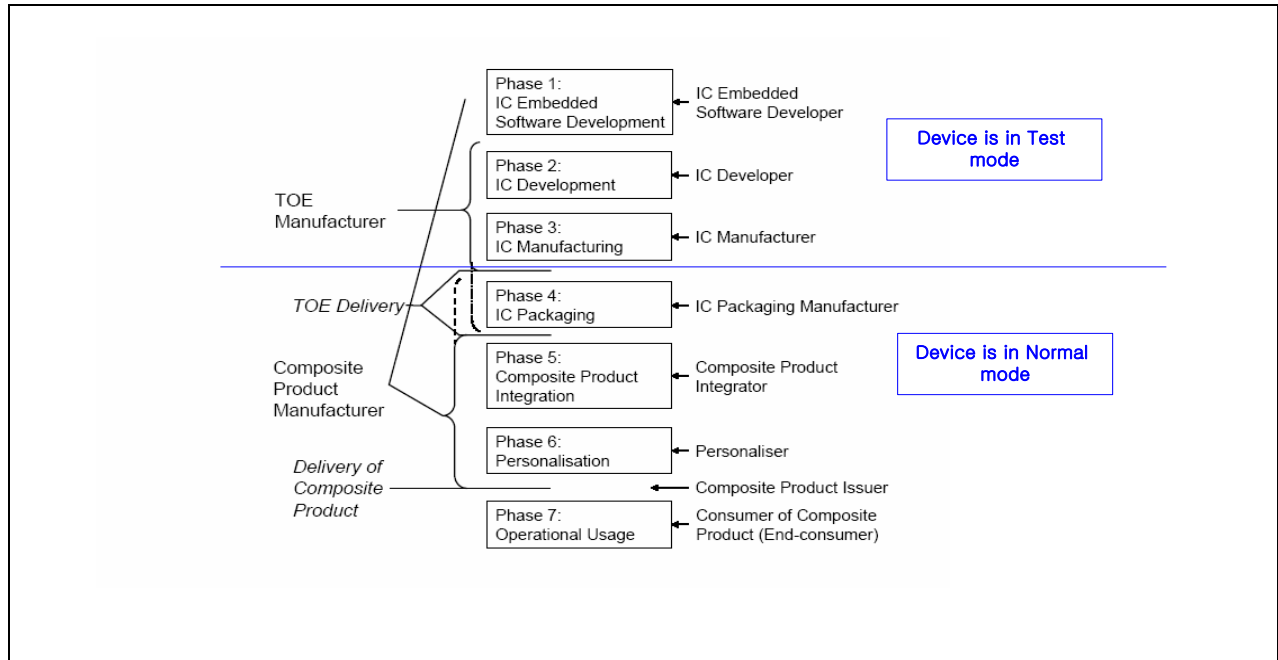 Phase 1:
IC Embedded
Software Development
IC Embedded
Software Developer
Device is in Test
mode
Phase 2:
IC Development
IC Developer
TOE
Manufacturer
Phase 3:
IC Manufacturing
IC Manufacturer
TOE Delivery
Phase 4:
IC Packaging
IC Packaging Manufacturer
Device is in Normal
mode
Composite
Product
Manufacturer
Phase 5:
Composite Product
Integration
Composite Product
Integrator
Phase 6:
Personalisation
Personaliser
Delivery of
Composite
Product
Composite Product Issuer
Phase 7:
Operational Usage
Consumer of Composite
Product (End-consumer)